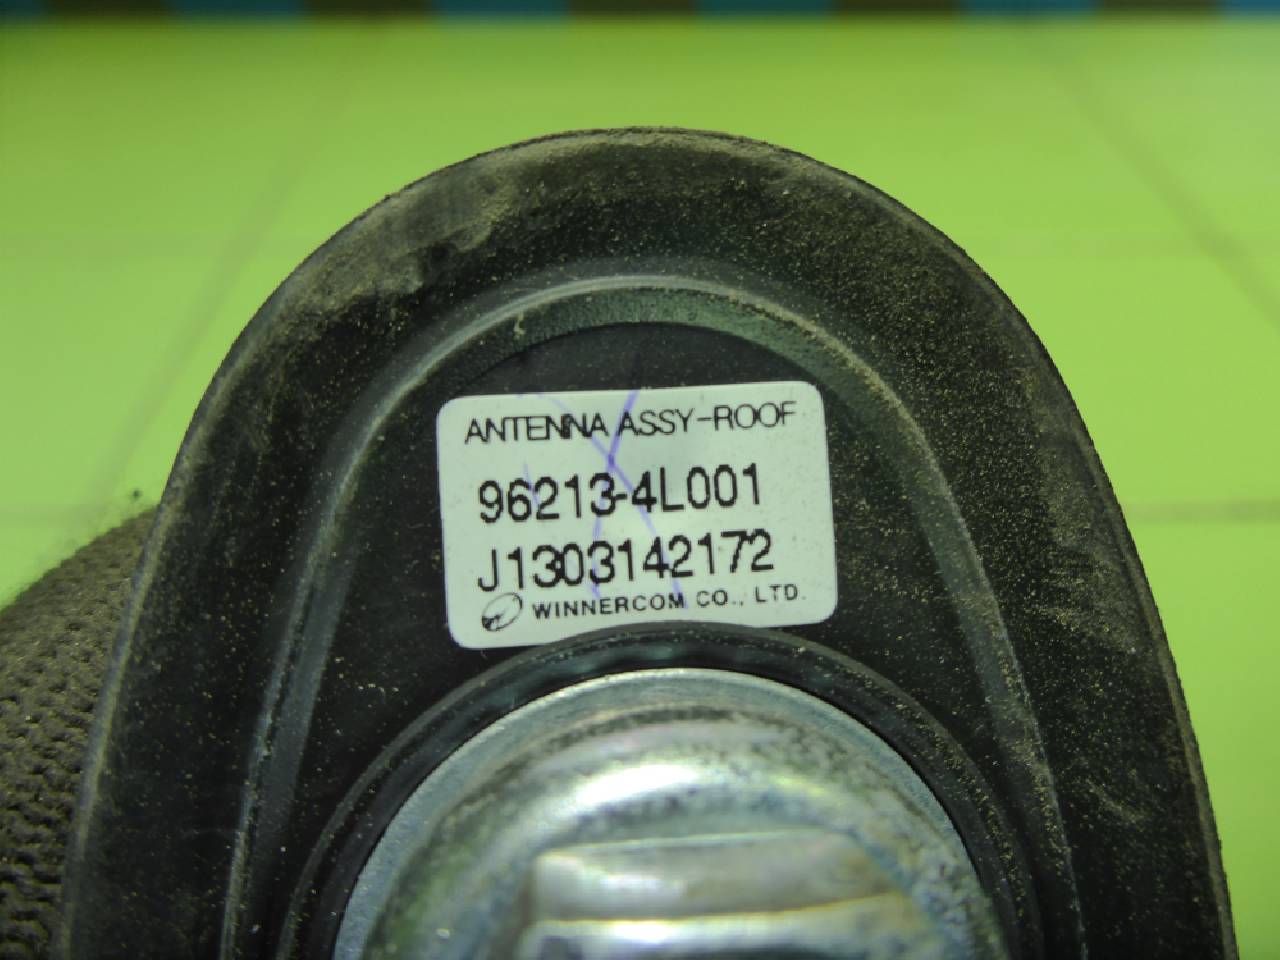 ANTENNA ASSY-ROOF
96213-4L001
J1303142172
WINNERCOM CO., LTD.